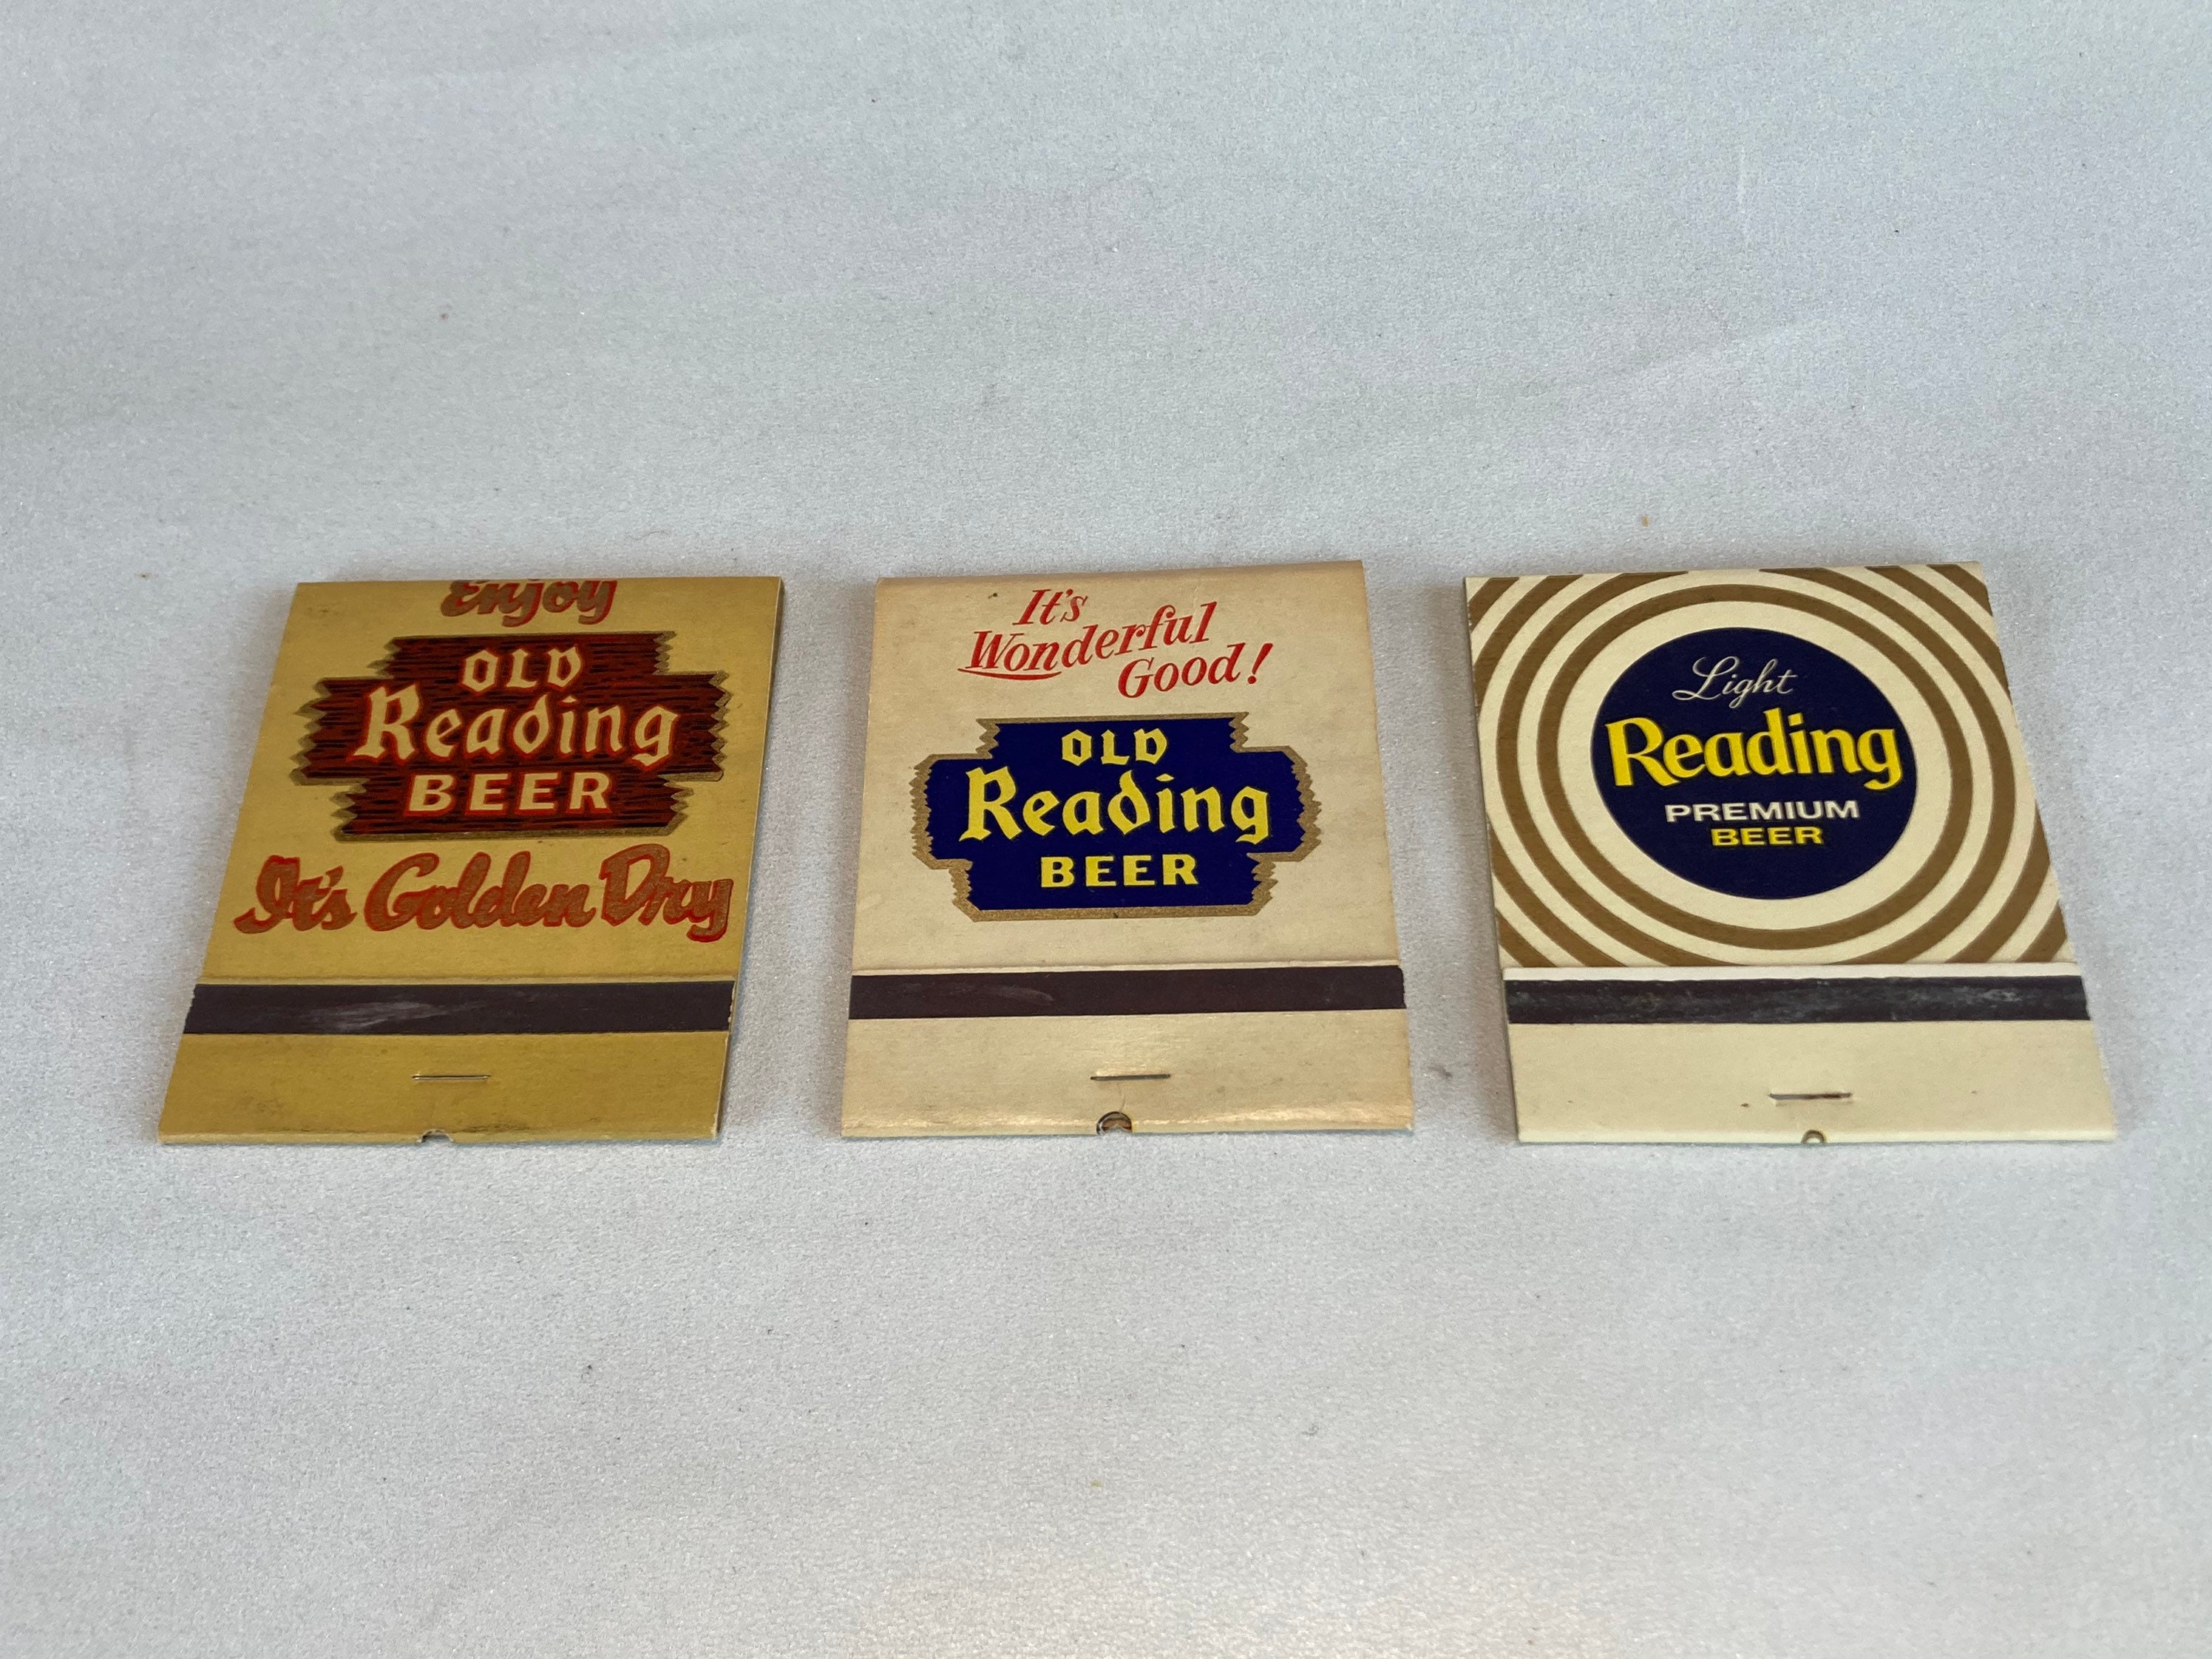 Enjoy
OLD
Reading
BEER
It's Golden Dry
It's
Wonderful
Good!
OLD
Reading
BEER
Light
Reading
PREMIUM
BEER